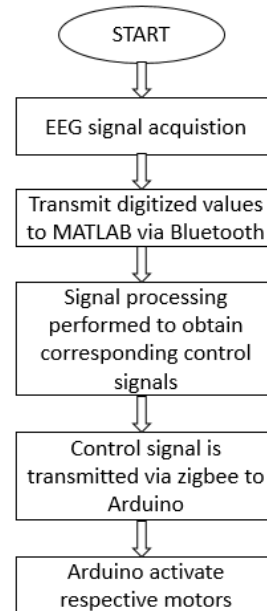 START
EEG signal acquistion
Transmit digitized values
to MATLAB via Bluetooth
Signal processing
performed to obtain
corresponding control
signals
Control signal is
transmitted via zigbee to
Arduino
Arduino activate
respective motors